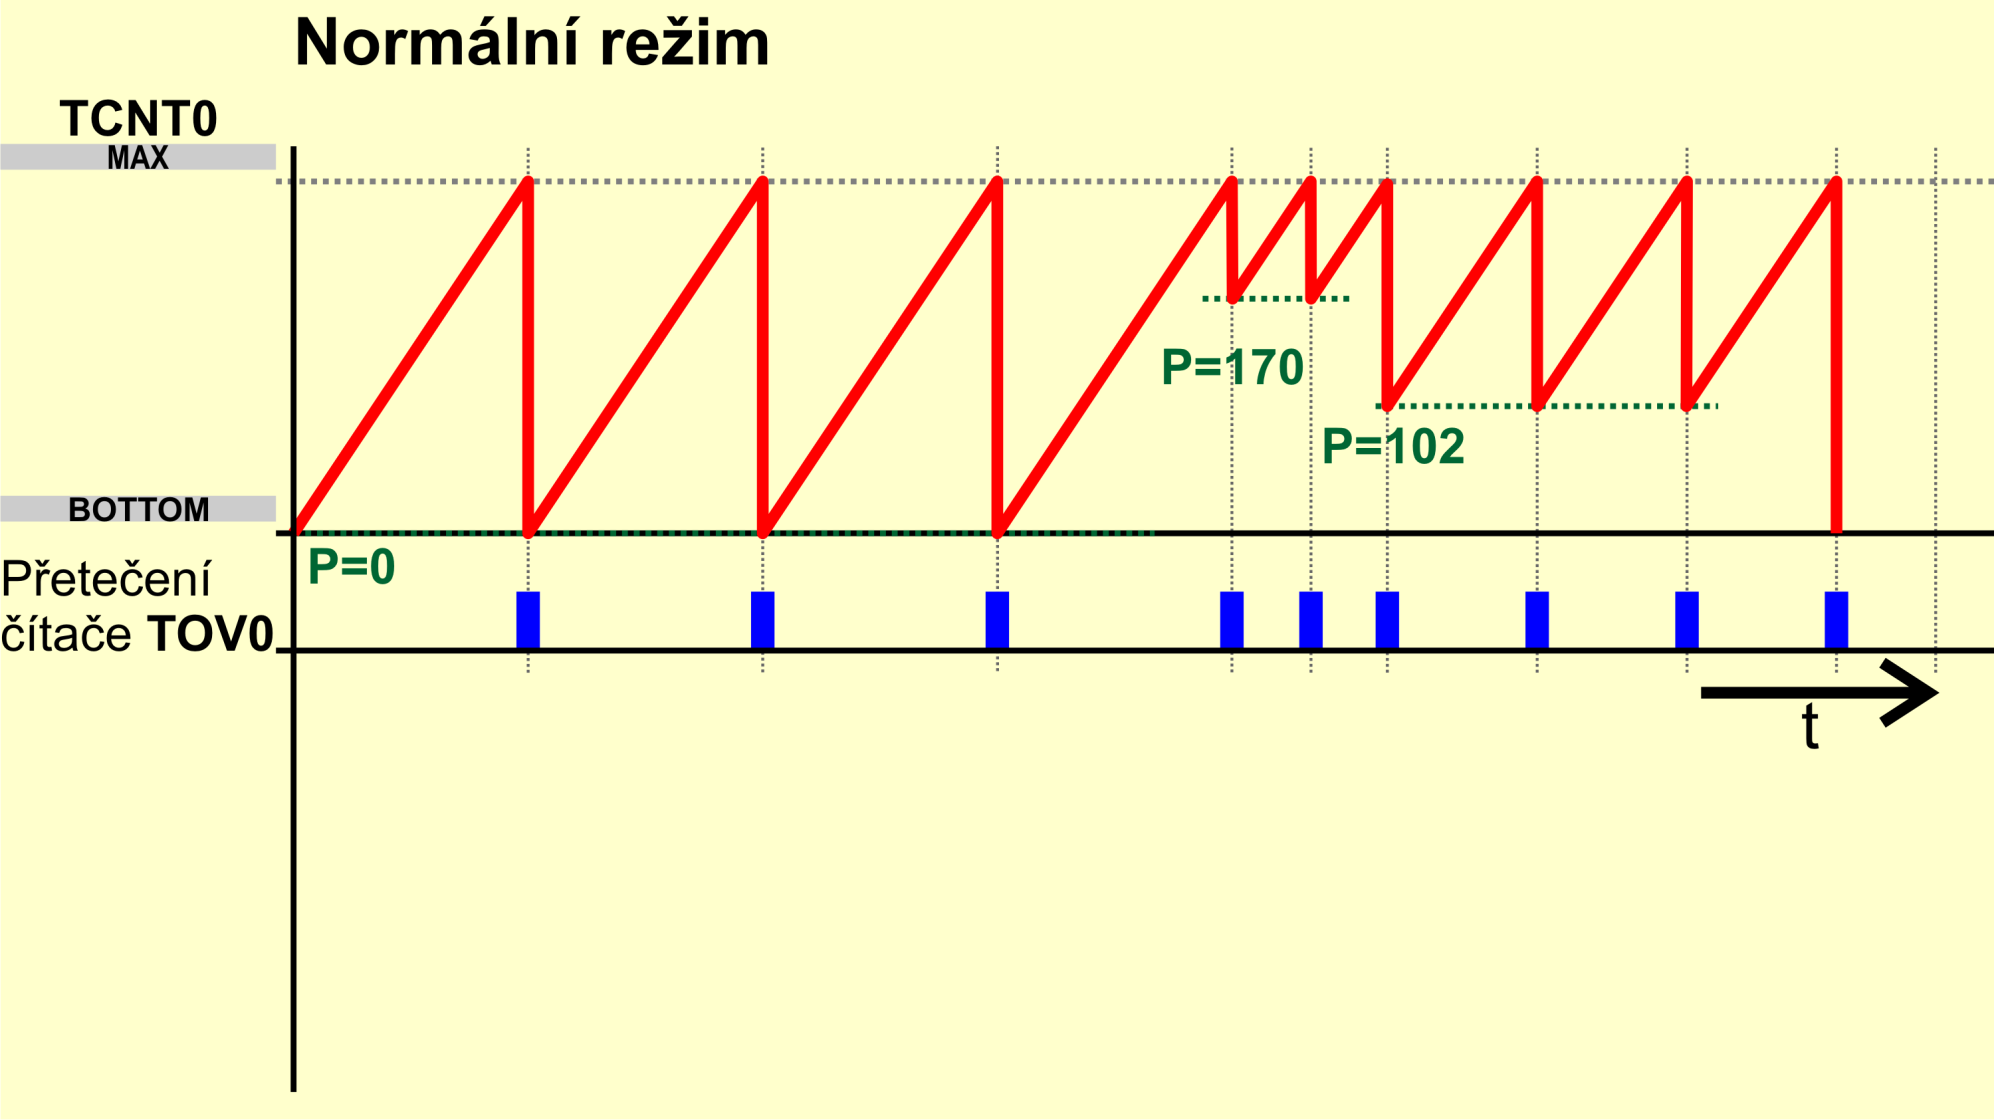 Normální režim
TCNT0
MAX
P=170
P=102
BOTTOM
P=0
Přetečení
čítače TOV0
t